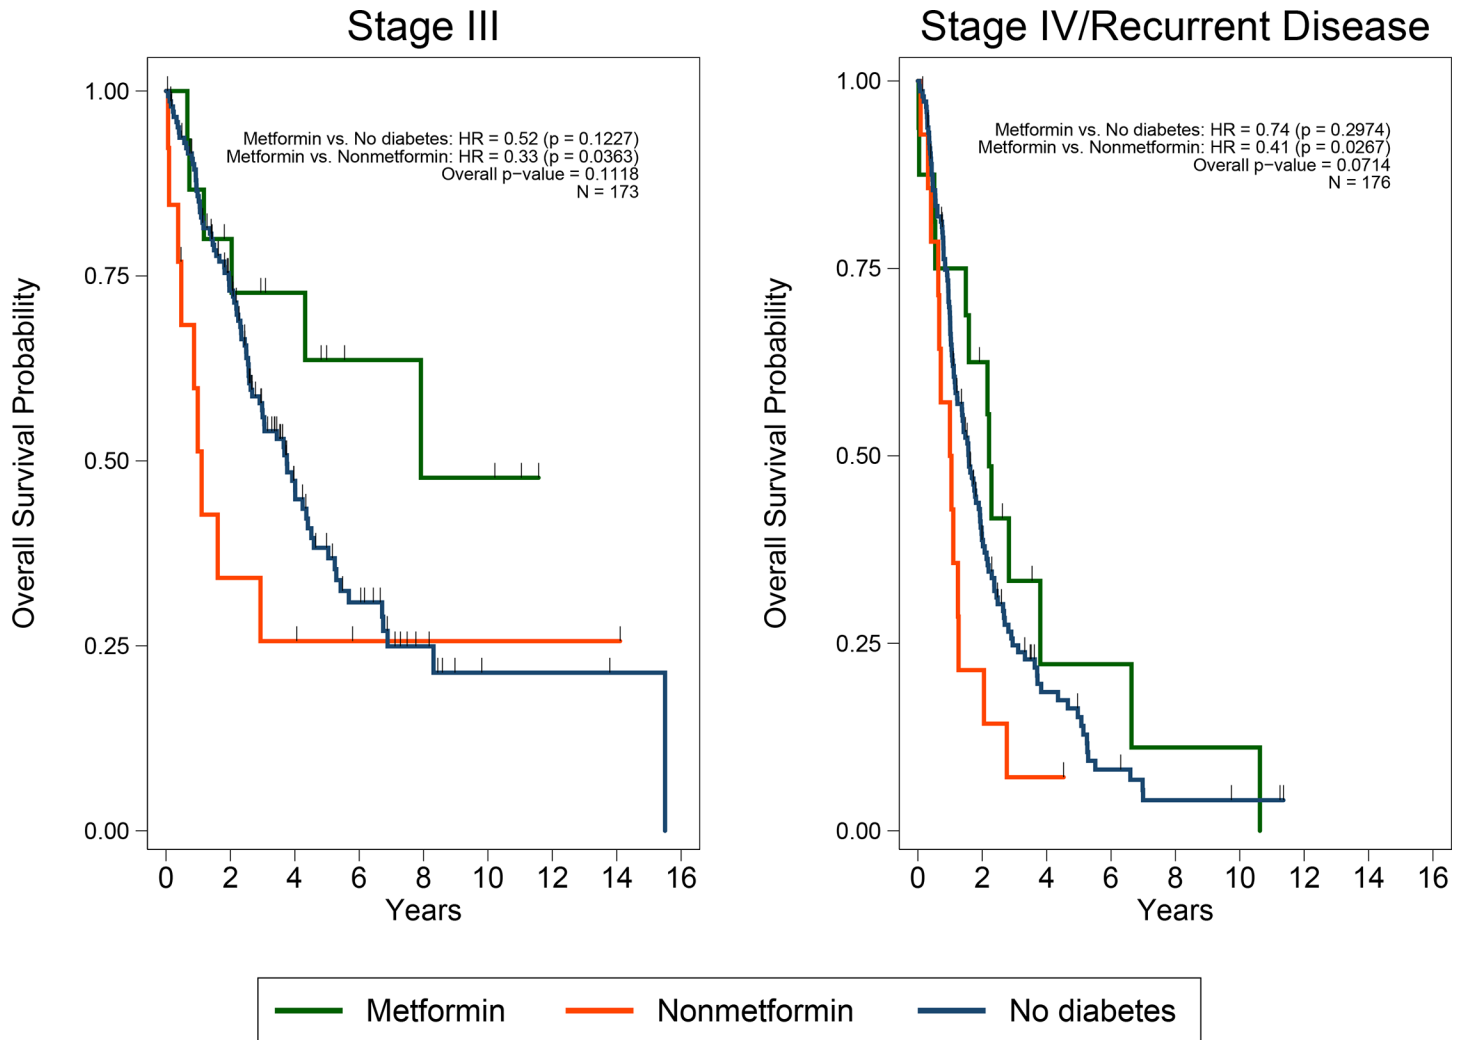 Stage III
Overall Survival Probability
1.00
0.75
0.50
0.25
0.00
Metformin vs. No diabetes: HR = 0.52 (p = 0.1227)
Metformin vs. Nonmetformin: HR = 0.33 (p = 0.0363)
Overall p−value = 0.1118
N = 173
0 2 4 6 8 10 12 14 16
Years
Stage IV/Recurrent Disease
Overall Survival Probability
1.00
0.75
0.50
0.25
0.00
Metformin vs. No diabetes: HR = 0.74 (p = 0.2974)
Metformin vs. Nonmetformin: HR = 0.41 (p = 0.0267)
Overall p−value = 0.0714
N = 176
0 2 4 6 8 10 12 14 16
Years
Metformin Nonmetformin No diabetes